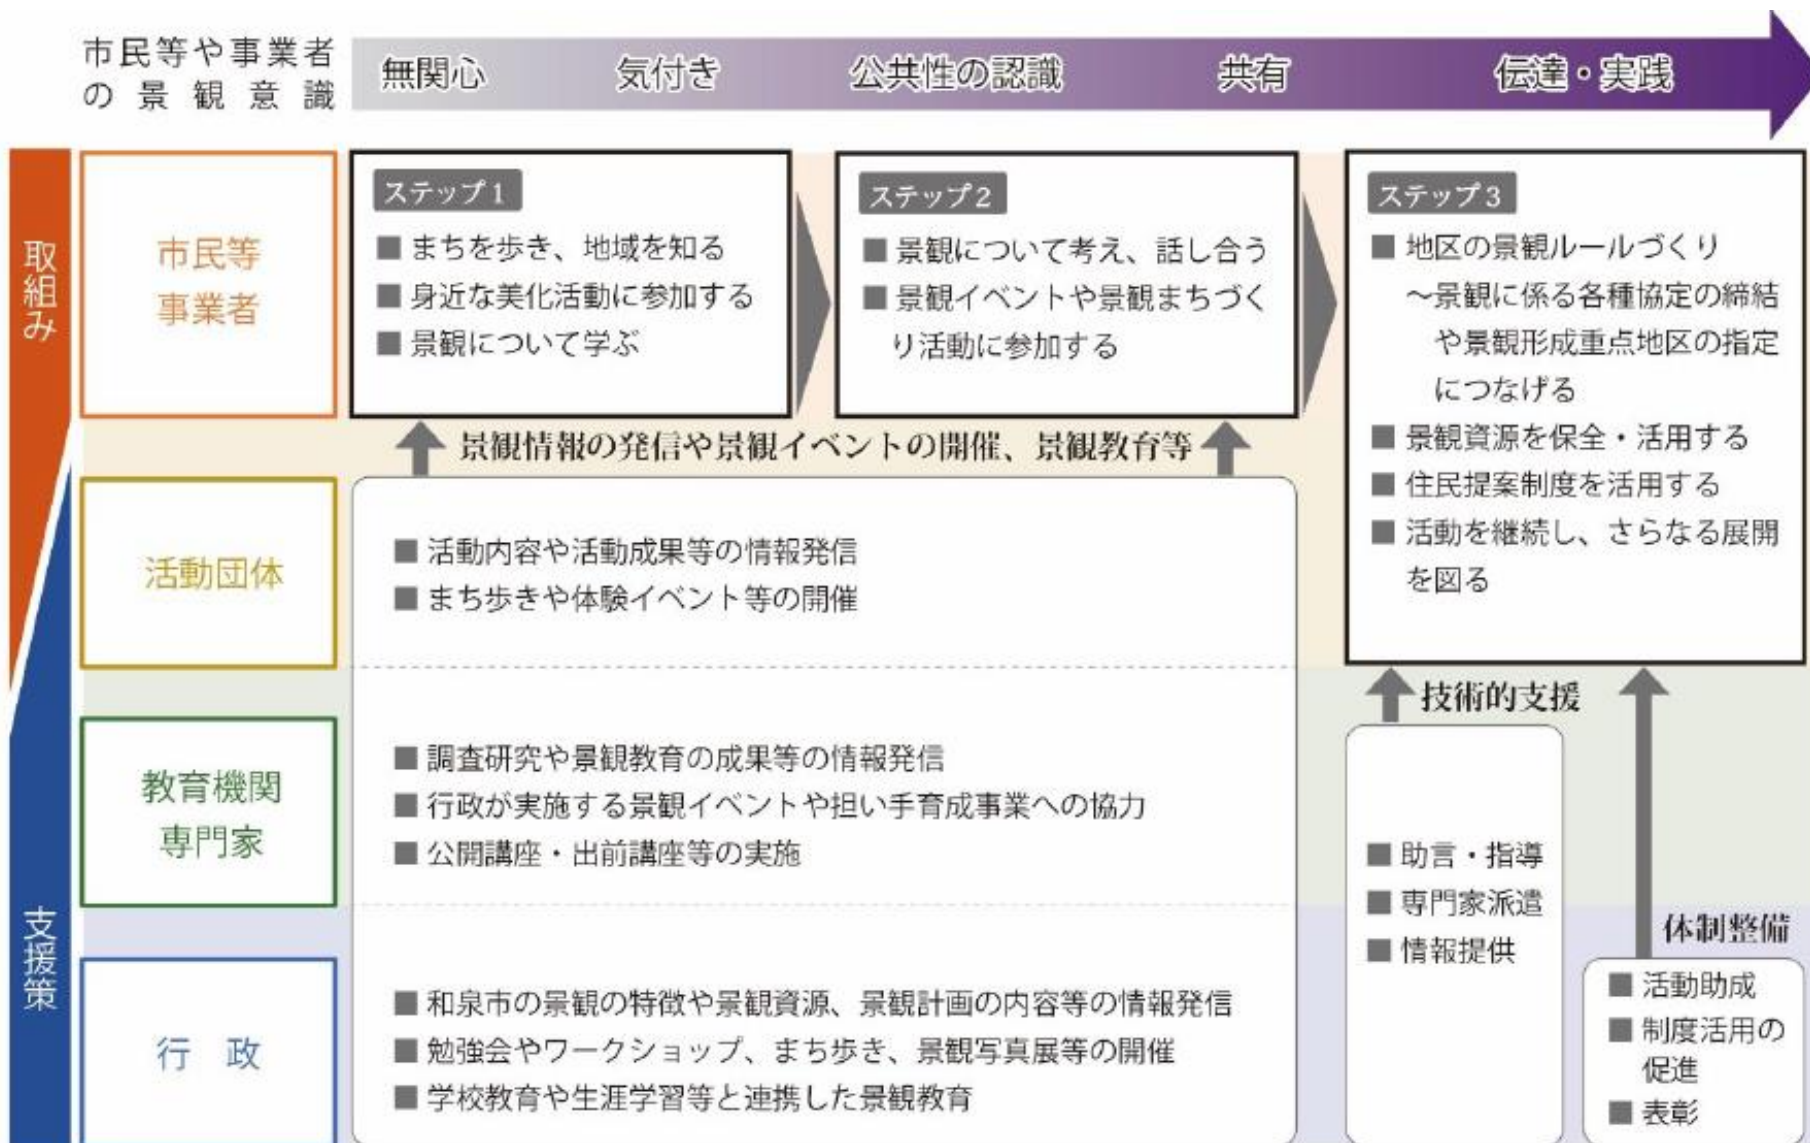 市民等や事業者
の景観意識
無関心
気付き
公共性の認識
共有
伝達・実践
取組み
市民等
事業者
ステップ1
■ まちを歩き、地域を知る
■ 身近な美化活動に参加する
■ 景観について学ぶ
ステップ2
■ 景観について考え、話し合う
■ 景観イベントや景観まちづく
り活動に参加する
ステップ3
■ 地区の景観ルールづくり
～景観に係る各種協定の締結
や景観形成重点地区の指定
につなげる
■ 景観資源を保全・活用する
■ 住民提案制度を活用する
■ 活動を継続し、さらなる展開
を図る
景観情報の発信や景観イベントの開催、景観教育等
活動団体
■ 活動内容や活動成果等の情報発信
■ まち歩きや体験イベント等の開催
技術的支援
教育機関
専門家
■ 調査研究や景観教育の成果等の情報発信
■ 行政が実施する景観イベントや担い手育成事業への協力
■ 公開講座・出前講座等の実施
■ 助言・指導
■ 専門家派遣
■ 情報提供
支援策
体制整備
行 政
■ 和泉市の景観の特徴や景観資源、景観計画の内容等の情報発信
■ 勉強会やワークショップ、まち歩き、景観写真展等の開催
■ 学校教育や生涯学習等と連携した景観教育
■ 活動助成
■ 制度活用の
促進
■ 表彰